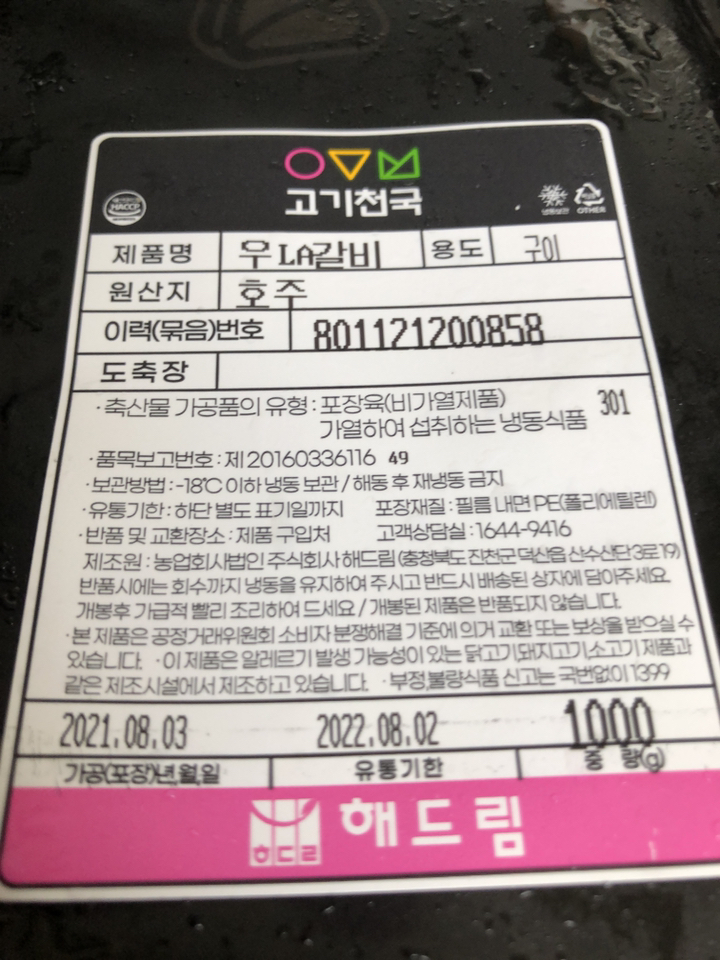 고기천국
HACCP
냉동보관
OTHER
제품명 우LA갈비 용도 구이
원산지 호주
이력(묶음)번호 801121200858
도축장
·축산물 가공품의 유형 : 포장육(비가열제품) 301
가열하여 섭취하는 냉동식품
·품목보고번호 : 제 20160336116 49
·보관방법 : -18℃ 이하 냉동 보관 / 해동 후 재냉동 금지
·유통기한 : 하단 별도 표기일까지 포장재질 : 필름 내면 PE(폴리에틸렌)
·반품 및 교환장소 : 제품 구입처 고객상담실 : 1644-9416
제조원 : 농업회사법인 주식회사 해드림 (충청북도 진천군 덕산읍 산수산단3로 19)
반품시에는 회수까지 냉동을 유지하여 주시고 반드시 배송된 상자에 담아주세요.
개봉후 가급적 빨리 조리하여 드세요 / 개봉된 제품은 반품되지 않습니다.
·본 제품은 공정거래위원회 소비자 분쟁해결 기준에 의거 교환 또는 보상을 받으실 수
있습니다. ·이 제품은 알레르기 발생 가능성이 있는 닭고기,돼지고기,소고기 제품과
같은 제조시설에서 제조하고 있습니다. ·부정,불량식품 신고는 국번없이 1399
2021.08.03 2022.08.02 1000
가공(포장)년,월,일 유통기한 중 량(g)
해드림